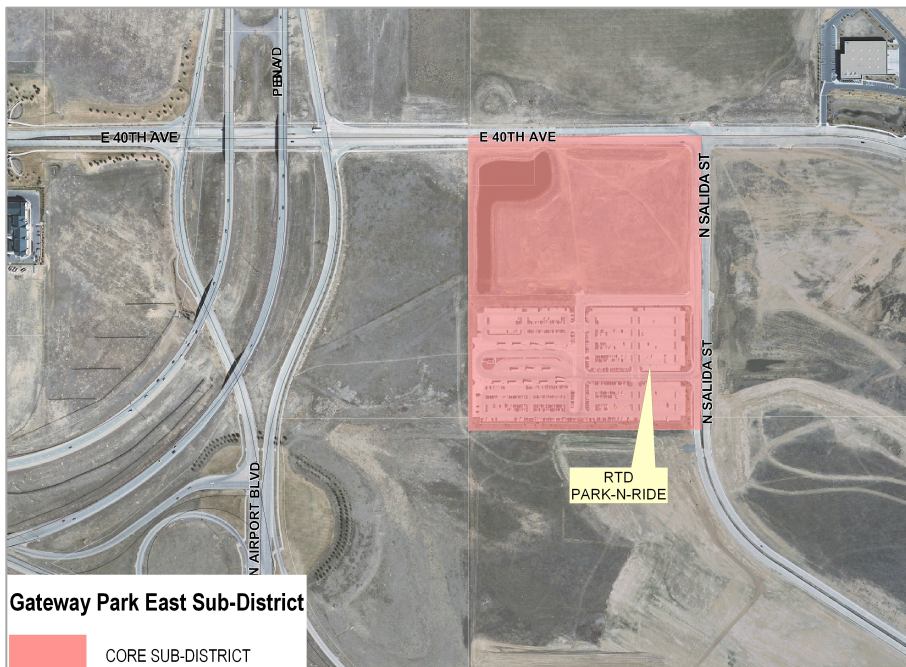 E 40TH AVE
E 40TH AVE
N SALIDA ST
N SALIDA ST
RTD
PARK-N-RIDE
N AIRPORT BLVD
Gateway Park East Sub-District
CORE SUB-DISTRICT